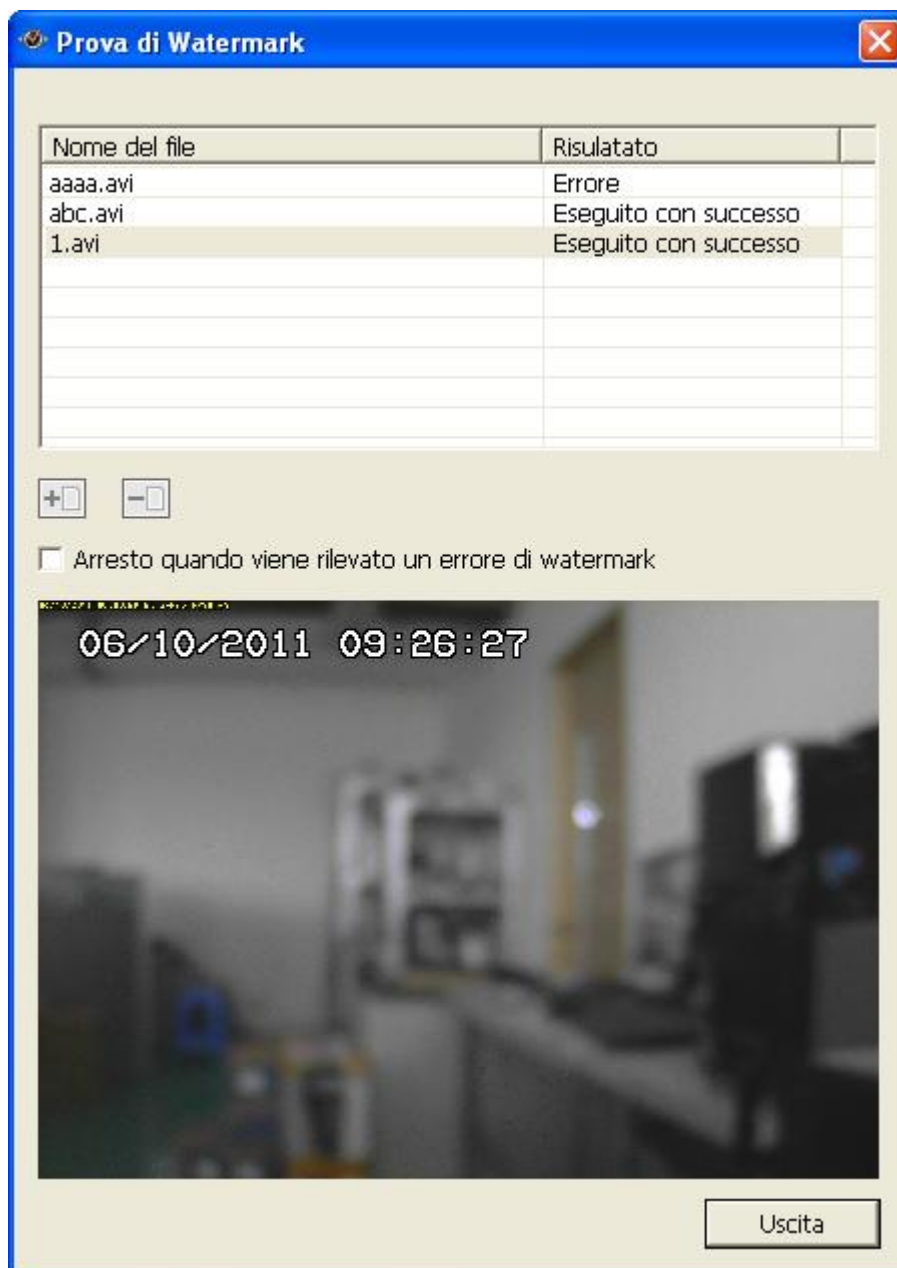 Prova di Watermark
Nome del file Risulatato
aaaa.avi Errore
abc.avi Eseguito con successo
1.avi Eseguito con successo
Arresto quando viene rilevato un errore di watermark
06/10/2011 09:26:27
Uscita